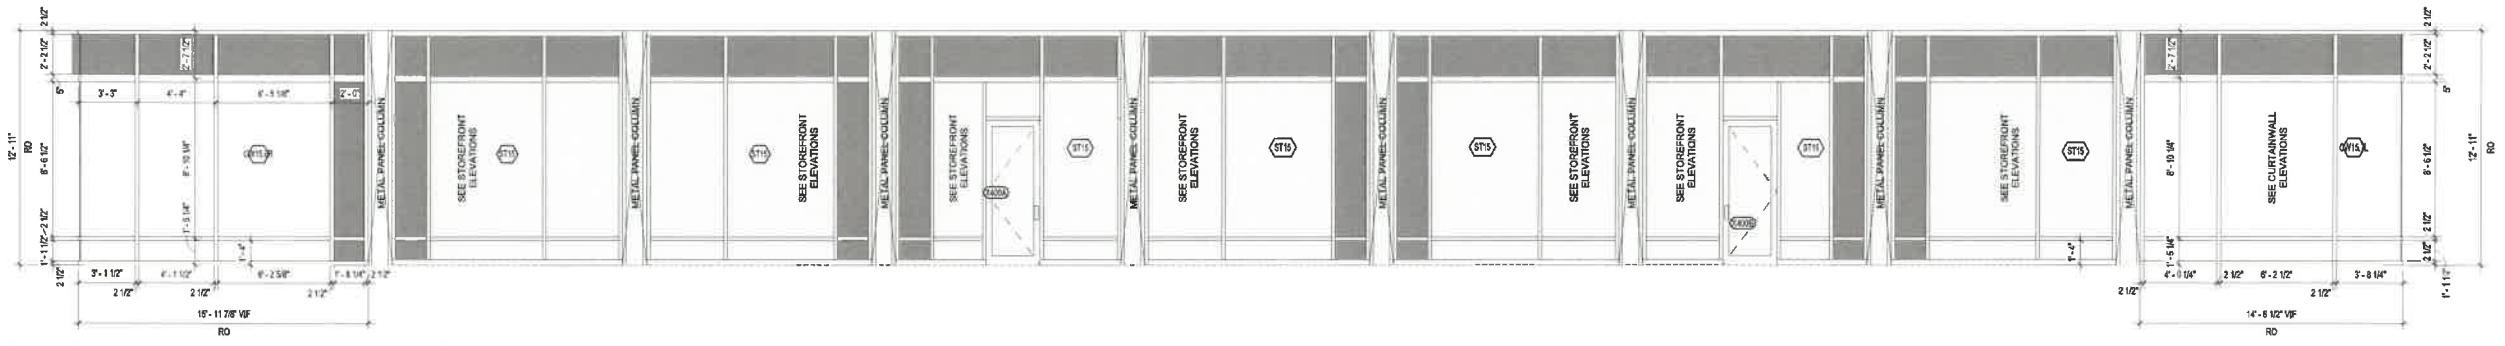 2 1/2"
2'- 2 1/2"
5"
12'- 11"
RO
8'- 6 1/2"
2 1/2"
1'- 1 1/2"
2 1/2"
2'- 7 1/2"
3'- 3"
2'- 0"
8'- 10 1/4"
1'- 5 1/4"
1'- 4"
3'- 1 1/2"
4'- 1 1/2"
6'- 2 5/8"
1'- 8 1/4"
2 1/2"
2 1/2"
2 1/2"
2 1/2"
15'- 11 7/8" VIF
RO
METAL PANEL COLUMN
SEE STOREFRONT
ELEVATIONS
ST15
METAL PANEL COLUMN
ST15
SEE STOREFRONT
ELEVATIONS
METAL PANEL COLUMN
SEE STOREFRONT
ELEVATIONS
ST15
METAL PANEL COLUMN
SEE STOREFRONT
ELEVATIONS
ST15
METAL PANEL COLUMN
ST15
SEE STOREFRONT
ELEVATIONS
METAL PANEL COLUMN
SEE STOREFRONT
ELEVATIONS
ST15
METAL PANEL COLUMN
SEE STOREFRONT
ELEVATIONS
ST15
METAL PANEL COLUMN
2'- 7 1/2"
8'- 10 1/4"
1'- 5 1/4"
1'- 4"
SEE CURTAINWALL
ELEVATIONS
4'- 0 1/4"
2 1/2"
6'- 2 1/2"
3'- 8 1/4"
2 1/2"
2 1/2"
14'- 6 1/2" VIF
RO
2 1/2"
2'- 2 1/2"
5"
8'- 6 1/2"
2 1/2"
2 1/2"
1'- 1 1/2"
12'- 11"
RO